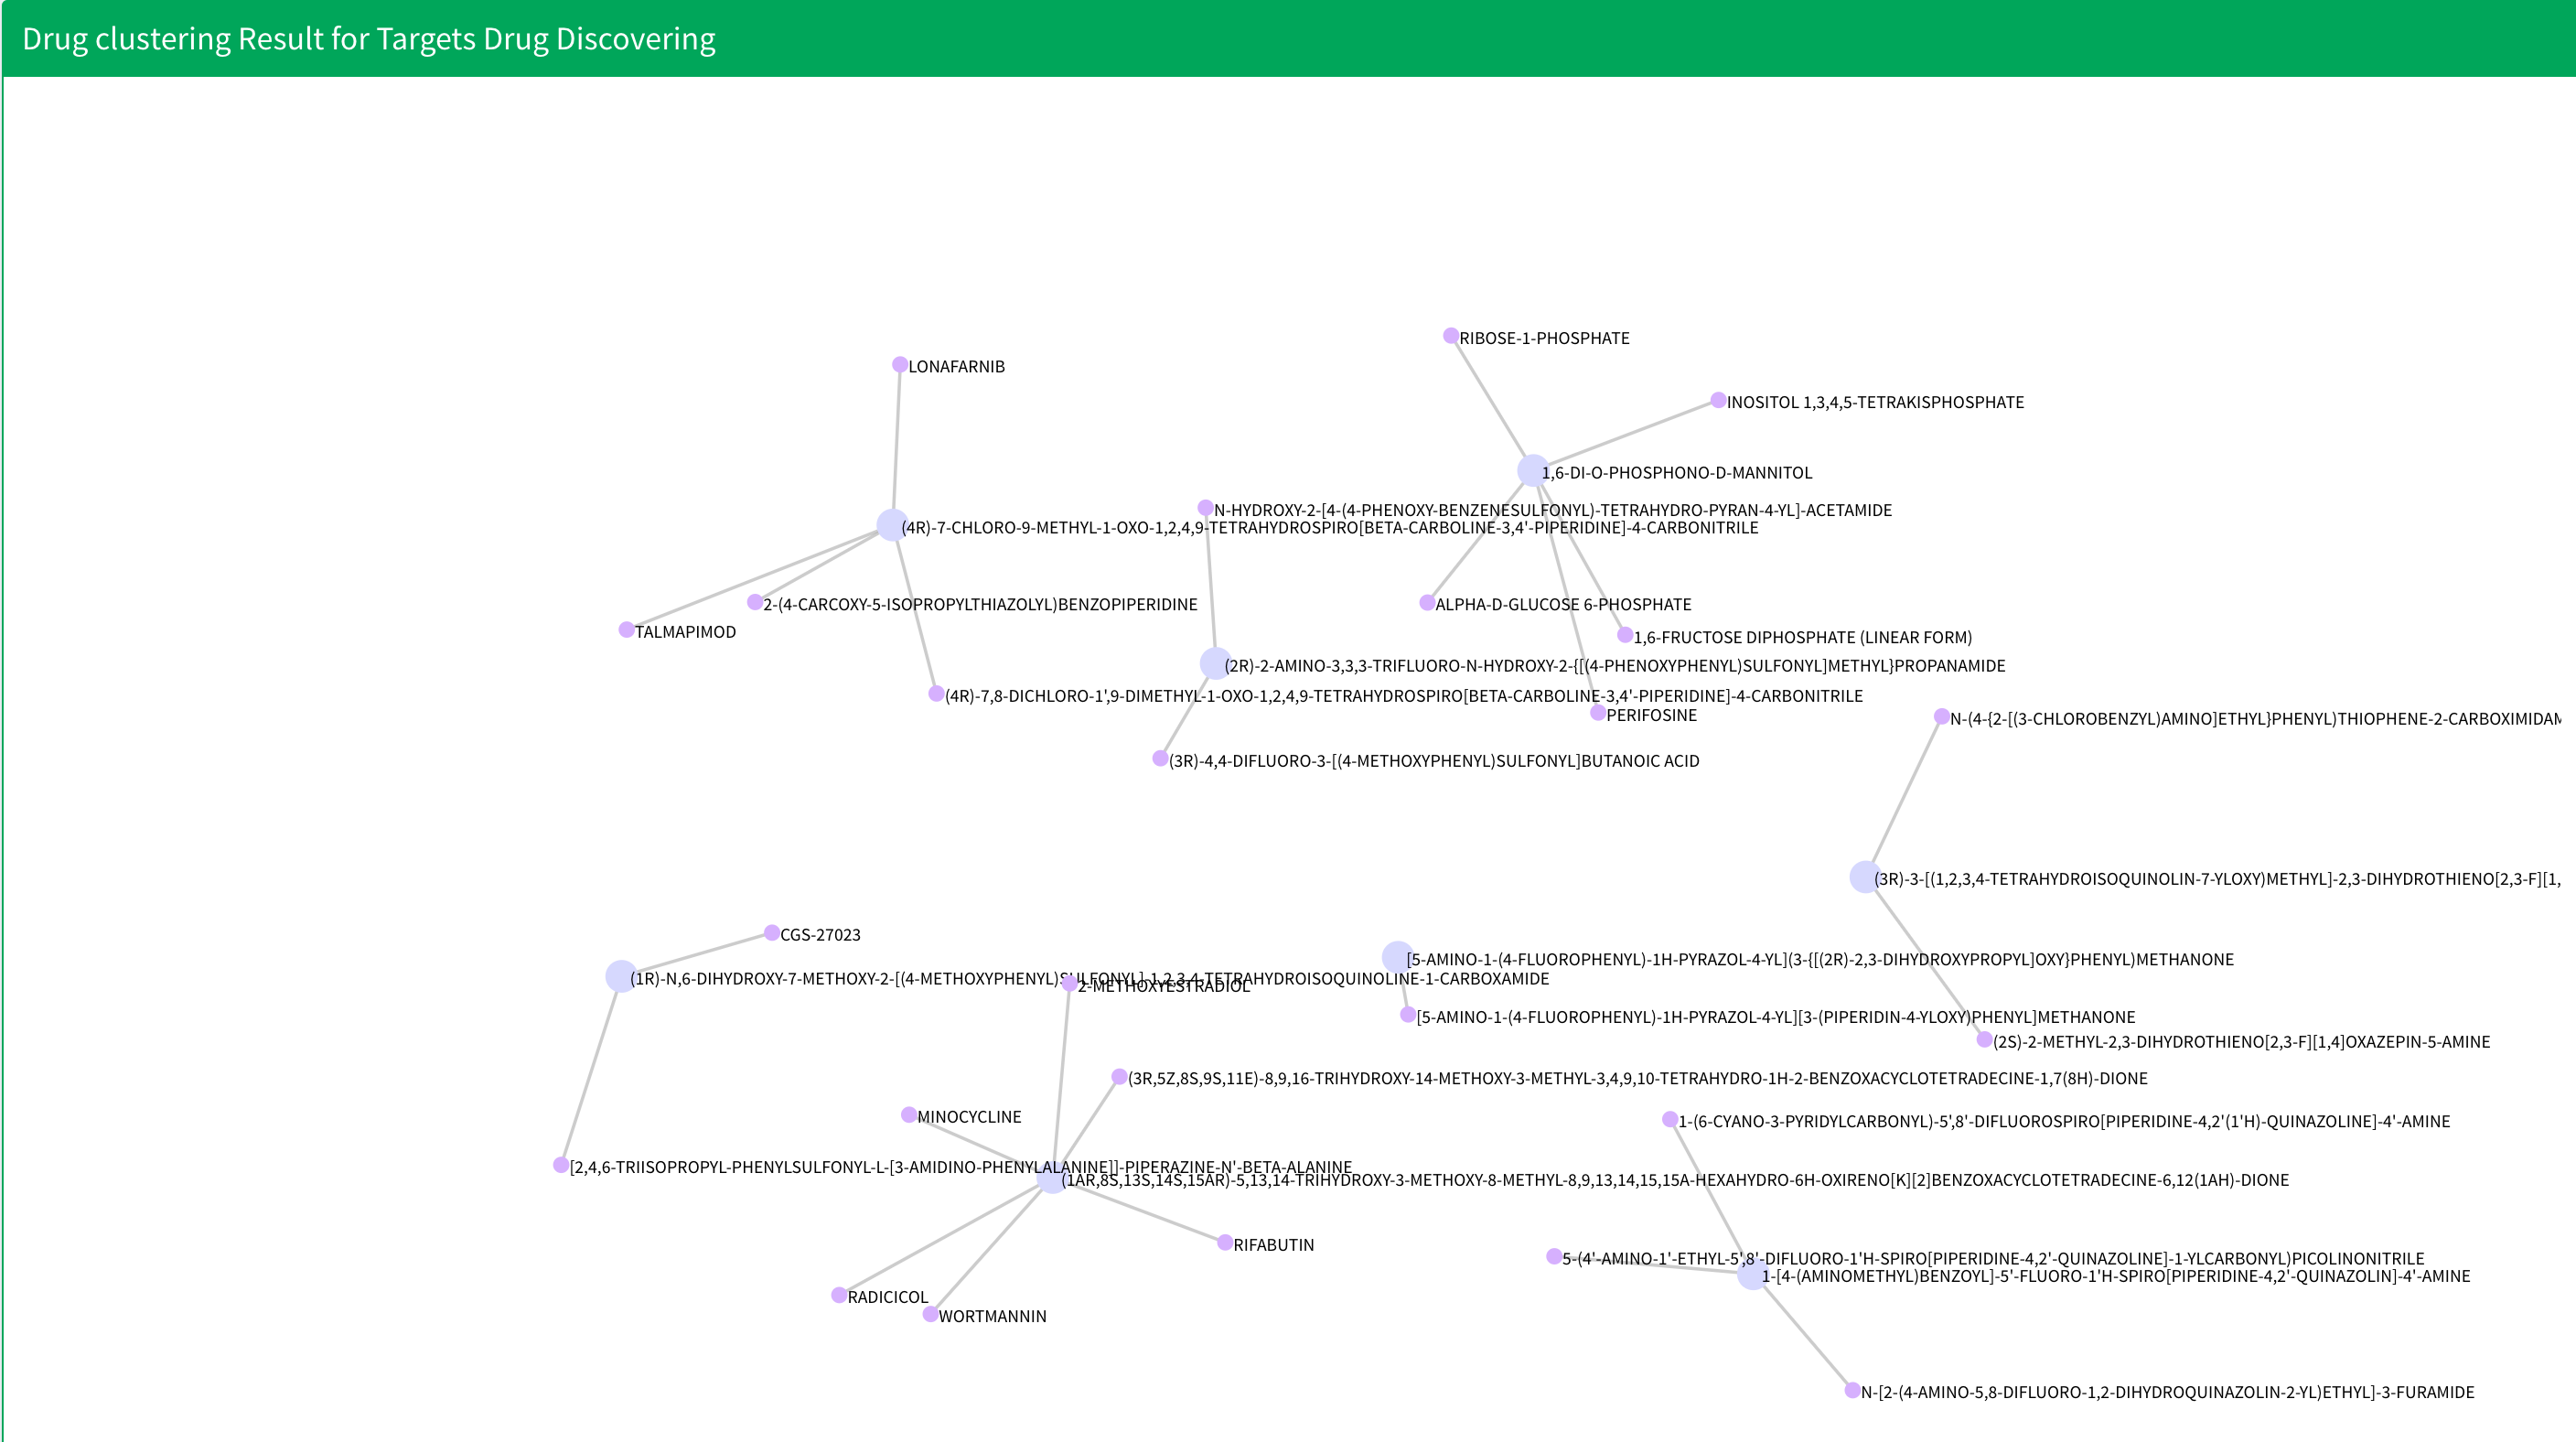 Drug clustering Result for Targets Drug Discovering
RIBOSE-1-PHOSPHATE
LONAFARNIB
INOSITOL 1,3,4,5-TETRAKISPHOSPHATE
1,6-DI-O-PHOSPHONO-D-MANNITOL
N-HYDROXY-2-[4-(4-PHENOXY-BENZENESULFONYL)-TETRAHYDRO-PYRAN-4-YL]-ACETAMIDE
(4R)-7-CHLORO-9-METHYL-1-OXO-1,2,4,9-TETRAHYDROSPIRO[BETA-CARBOLINE-3,4'-PIPERIDINE]-4-CARBONITRILE
2-(4-CARCOXY-5-ISOPROPYLTHIAZOLYL)BENZOPIPERIDINE
ALPHA-D-GLUCOSE 6-PHOSPHATE
TALMAPIMOD
1,6-FRUCTOSE DIPHOSPHATE (LINEAR FORM)
(2R)-2-AMINO-3,3,3-TRIFLUORO-N-HYDROXY-2-{[(4-PHENOXYPHENYL)SULFONYL]METHYL}PROPANAMIDE
(4R)-7,8-DICHLORO-1',9-DIMETHYL-1-OXO-1,2,4,9-TETRAHYDROSPIRO[BETA-CARBOLINE-3,4'-PIPERIDINE]-4-CARBONITRILE
PERIFOSINE
N-(4-{2-[(3-CHLOROBENZYL)AMINO]ETHYL}PHENYL)THIOPHENE-2-CARBOXIMIDAM
(3R)-4,4-DIFLUORO-3-[(4-METHOXYPHENYL)SULFONYL]BUTANOIC ACID
(3R)-3-[(1,2,3,4-TETRAHYDROISOQUINOLIN-7-YLOXY)METHYL]-2,3-DIHYDROTHIENO[2,3-F][1,
CGS-27023
[5-AMINO-1-(4-FLUOROPHENYL)-1H-PYRAZOL-4-YL](3-{[(2R)-2,3-DIHYDROXYPROPYL]OXY}PHENYL)METHANONE
(1R)-N,6-DIHYDROXY-7-METHOXY-2-[(4-METHOXYPHENYL)SULFONYL]-1,2,3,4-TETRAHYDROISOQUINOLINE-1-CARBOXAMIDE
2-METHOXYESTRADIOL
[5-AMINO-1-(4-FLUOROPHENYL)-1H-PYRAZOL-4-YL][3-(PIPERIDIN-4-YLOXY)PHENYL]METHANONE
(2S)-2-METHYL-2,3-DIHYDROTHIENO[2,3-F][1,4]OXAZEPIN-5-AMINE
(3R,5Z,8S,9S,11E)-8,9,16-TRIHYDROXY-14-METHOXY-3-METHYL-3,4,9,10-TETRAHYDRO-1H-2-BENZOXACYCLOTETRADECINE-1,7(8H)-DIONE
MINOCYCLINE
1-(6-CYANO-3-PYRIDYLCARBONYL)-5',8'-DIFLUOROSPIRO[PIPERIDINE-4,2'(1'H)-QUINAZOLINE]-4'-AMINE
[2,4,6-TRIISOPROPYL-PHENYLSULFONYL-L-[3-AMIDINO-PHENYLALANINE]]-PIPERAZINE-N'-BETA-ALANINE
(1AR,8S,13S,14S,15AR)-5,13,14-TRIHYDROXY-3-METHOXY-8-METHYL-8,9,13,14,15,15A-HEXAHYDRO-6H-OXIRENO[K][2]BENZOXACYCLOTETRADECINE-6,12(1AH)-DIONE
RIFABUTIN
5-(4'-AMINO-1'-ETHYL-5',8'-DIFLUORO-1'H-SPIRO[PIPERIDINE-4,2'-QUINAZOLINE]-1-YLCARBONYL)PICOLINONITRILE
1-[4-(AMINOMETHYL)BENZOYL]-5'-FLUORO-1'H-SPIRO[PIPERIDINE-4,2'-QUINAZOLIN]-4'-AMINE
RADICICOL
WORTMANNIN
N-[2-(4-AMINO-5,8-DIFLUORO-1,2-DIHYDROQUINAZOLIN-2-YL)ETHYL]-3-FURAMIDE